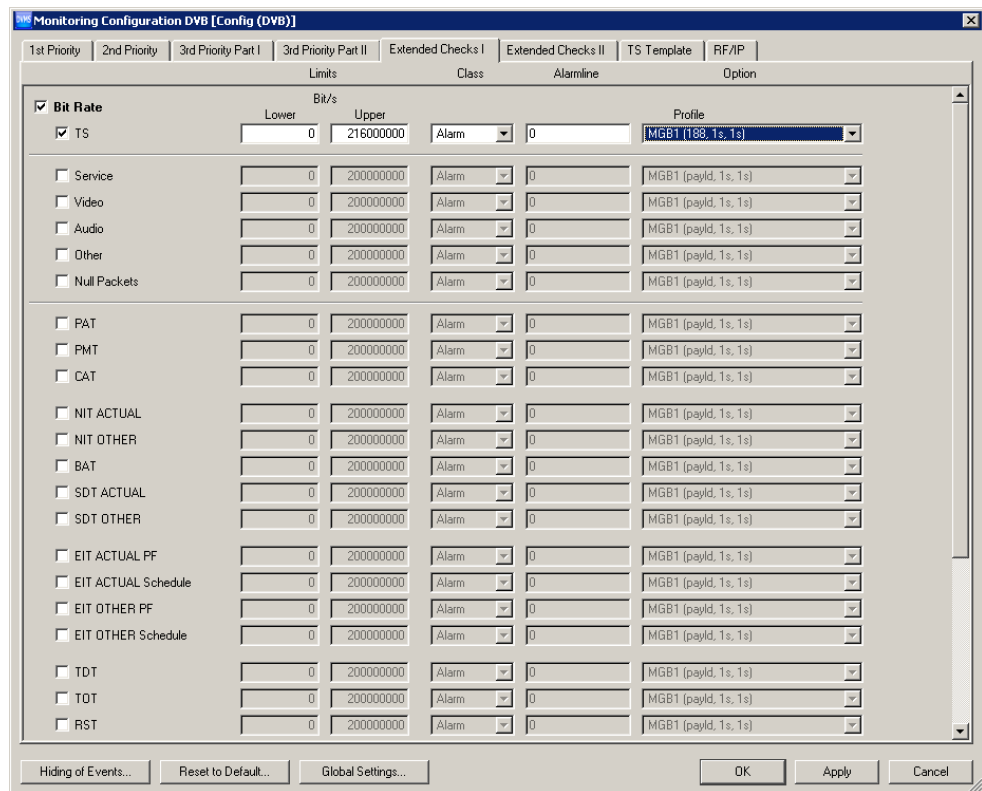 DVMS Monitoring Configuration DVB [Config (DVB)]
1st Priority 2nd Priority 3rd Priority Part I 3rd Priority Part II Extended Checks I Extended Checks II TS Template RF/IP
Limits Class Alarmline Option
Bit Rate Bit/s
Lower Upper Profile
TS 0 216000000 Alarm 0 MGB1 (188, 1s, 1s)
Service 0 200000000 Alarm 0 MGB1 (payld, 1s, 1s)
Video 0 200000000 Alarm 0 MGB1 (payld, 1s, 1s)
Audio 0 200000000 Alarm 0 MGB1 (payld, 1s, 1s)
Other 0 200000000 Alarm 0 MGB1 (payld, 1s, 1s)
Null Packets 0 200000000 Alarm 0 MGB1 (payld, 1s, 1s)
PAT 0 200000000 Alarm 0 MGB1 (payld, 1s, 1s)
PMT 0 200000000 Alarm 0 MGB1 (payld, 1s, 1s)
CAT 0 200000000 Alarm 0 MGB1 (payld, 1s, 1s)
NIT ACTUAL 0 200000000 Alarm 0 MGB1 (payld, 1s, 1s)
NIT OTHER 0 200000000 Alarm 0 MGB1 (payld, 1s, 1s)
BAT 0 200000000 Alarm 0 MGB1 (payld, 1s, 1s)
SDT ACTUAL 0 200000000 Alarm 0 MGB1 (payld, 1s, 1s)
SDT OTHER 0 200000000 Alarm 0 MGB1 (payld, 1s, 1s)
EIT ACTUAL PF 0 200000000 Alarm 0 MGB1 (payld, 1s, 1s)
EIT ACTUAL Schedule 0 200000000 Alarm 0 MGB1 (payld, 1s, 1s)
EIT OTHER PF 0 200000000 Alarm 0 MGB1 (payld, 1s, 1s)
EIT OTHER Schedule 0 200000000 Alarm 0 MGB1 (payld, 1s, 1s)
TDT 0 200000000 Alarm 0 MGB1 (payld, 1s, 1s)
TOT 0 200000000 Alarm 0 MGB1 (payld, 1s, 1s)
RST 0 200000000 Alarm 0 MGB1 (payld, 1s, 1s)
Hiding of Events... Reset to Default... Global Settings... OK Apply Cancel